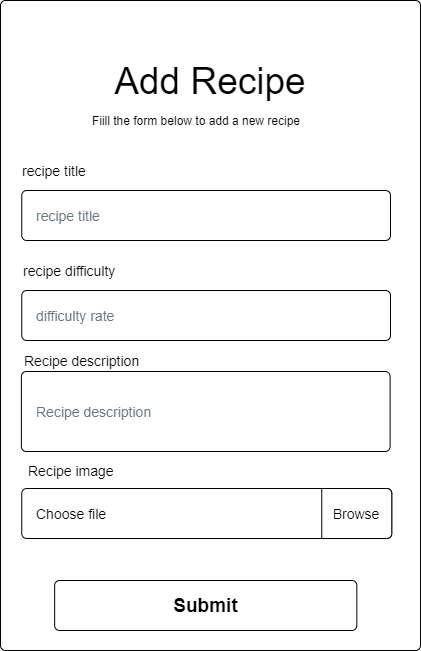 Add Recipe
Fiill the form below to add a new recipe
recipe title
recipe title
recipe difficulty
difficulty rate
Recipe description
Recipe description
Recipe image
Choose file Browse
Submit